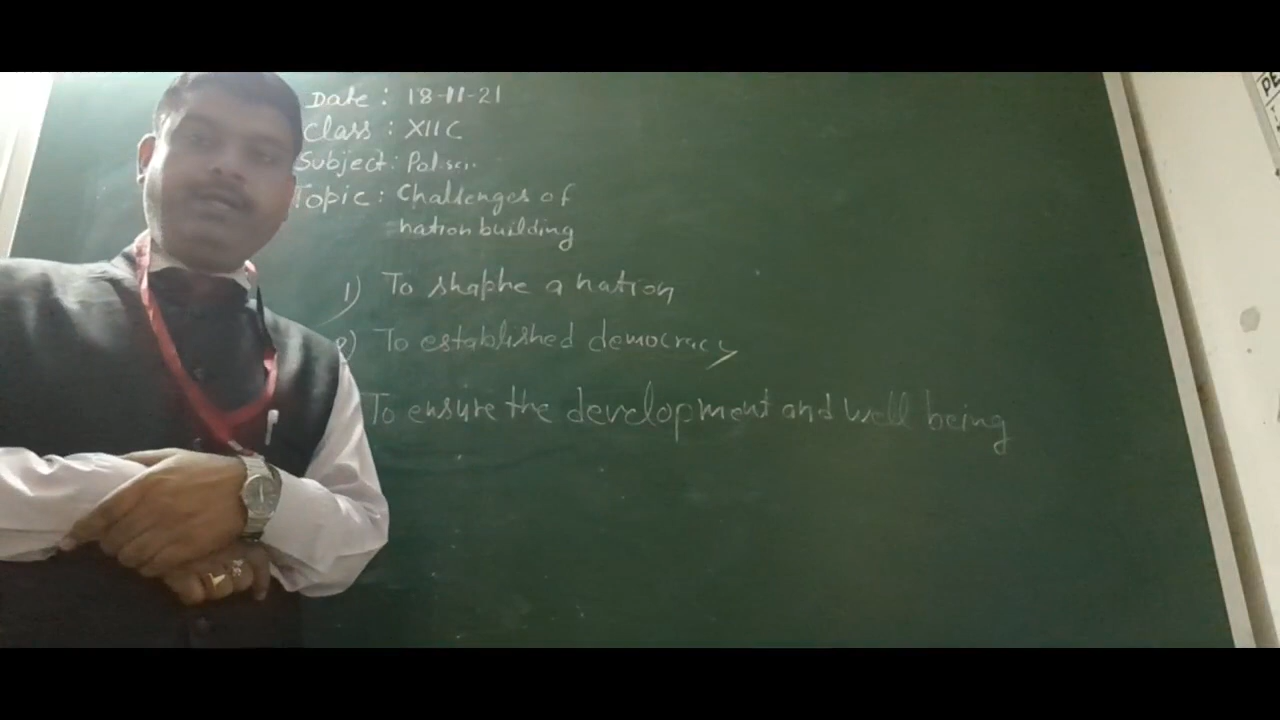 Date : 18-11-21
Class : XII C
Subject : Pol.sci.
Topic : Challenges of
nation building
1) To shaphe a nation
2) To established democracy
To ensure the development and well being